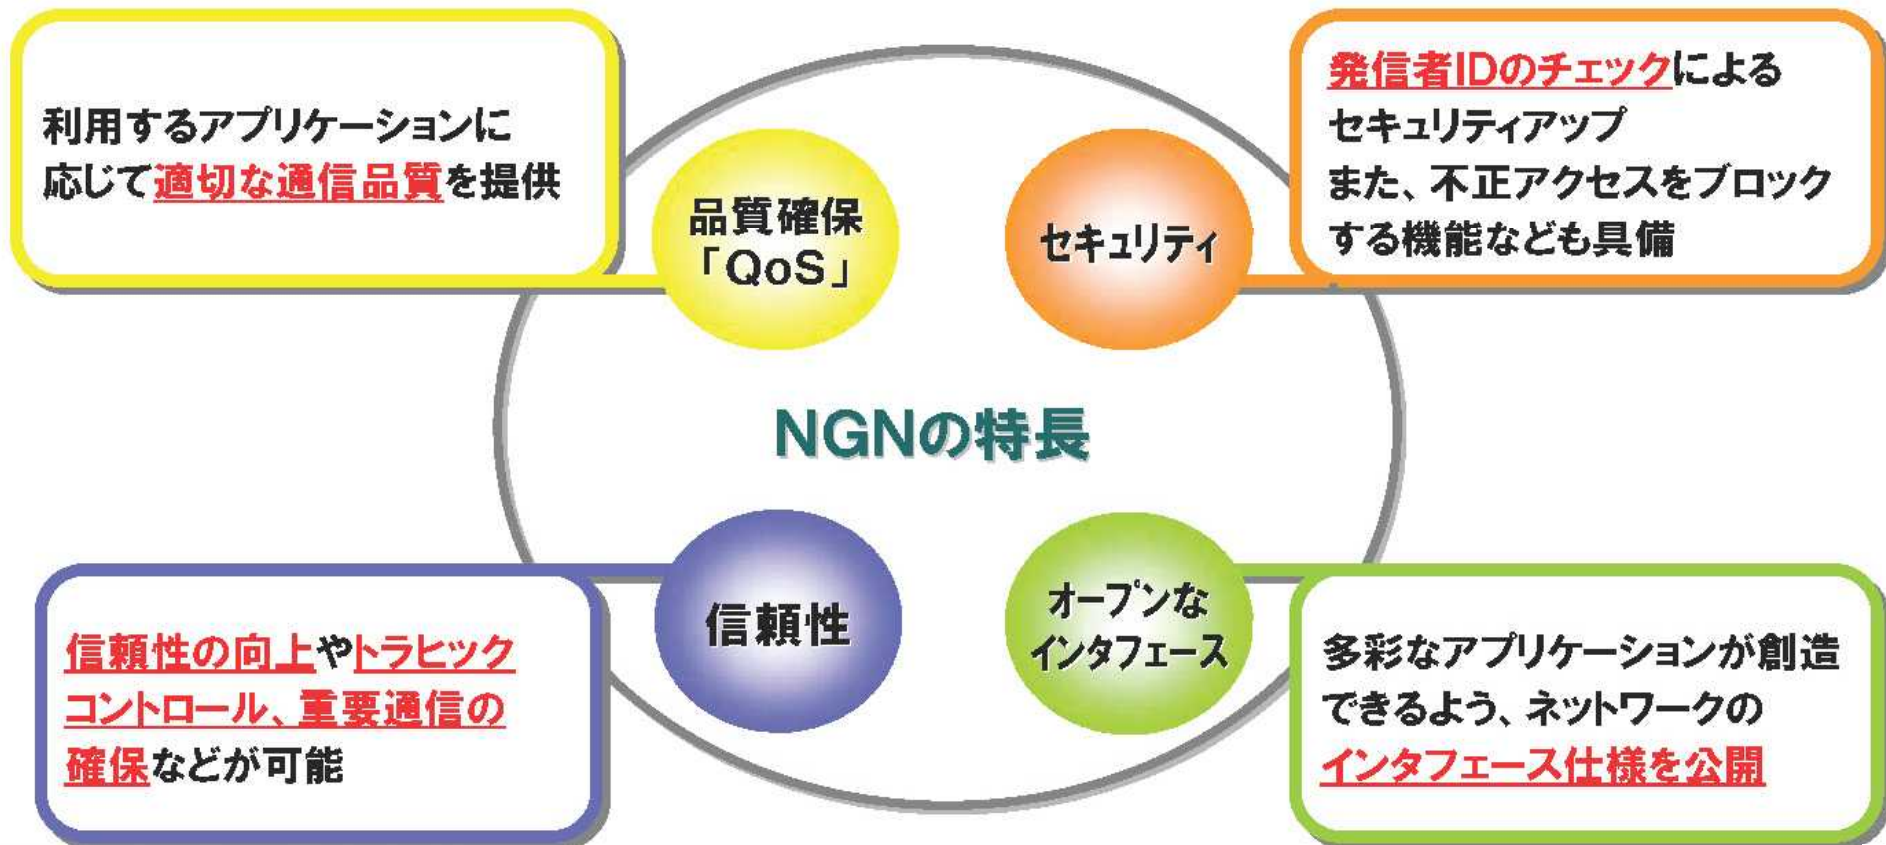 利用するアプリケーションに
応じて適切な通信品質を提供
品質確保
「QoS」
発信者IDのチェックによる
セキュリティアップ
また、不正アクセスをブロック
する機能なども具備
セキュリティ
NGNの特長
信頼性の向上やトラヒック
コントロール、重要通信の
確保などが可能
信頼性
オープンな
インタフェース
多彩なアプリケーションが創造
できるよう、ネットワークの
インタフェース仕様を公開